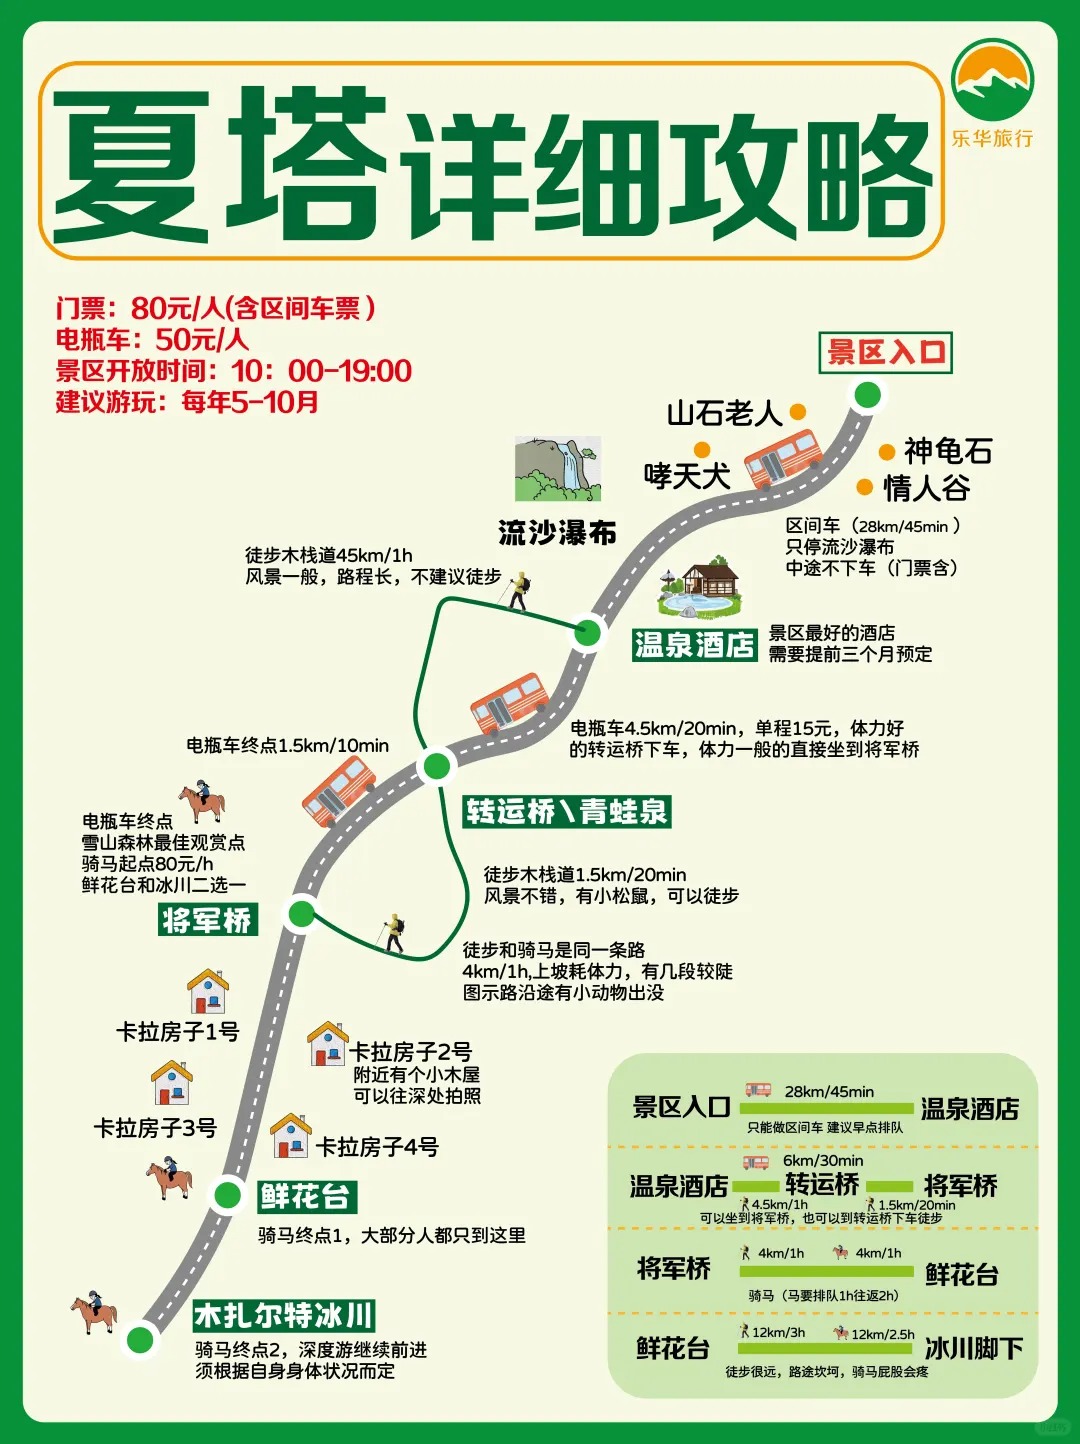 夏塔详细攻略
乐华旅行
门票：80元/人(含区间车票）
电瓶车：50元/人
景区开放时间：10：00-19:00
建议游玩：每年5-10月
景区入口
山石老人
哮天犬
神龟石
情人谷
流沙瀑布
区间车（28km/45min）
只停流沙瀑布
中途不下车（门票含）
徒步木栈道45km/1h
风景一般，路程长，不建议徒步
温泉酒店
景区最好的酒店
需要提前三个月预定
电瓶车4.5km/20min，单程15元，体力好
的转运桥下车，体力一般的直接坐到将军桥
电瓶车终点1.5km/10min
转运桥\青蛙泉
电瓶车终点
雪山森林最佳观赏点
骑马起点80元/h
鲜花台和冰川二选一
将军桥
徒步木栈道1.5km/20min
风景不错，有小松鼠，可以徒步
徒步和骑马是同一条路
4km/1h,上坡耗体力，有几段较陡
图示路沿途有小动物出没
卡拉房子1号
卡拉房子2号
附近有个小木屋
可以往深处拍照
卡拉房子3号
卡拉房子4号
鲜花台
骑马终点1，大部分人都只到这里
木扎尔特冰川
骑马终点2，深度游继续前进
须根据自身身体状况而定
景区入口 28km/45min 温泉酒店
只能做区间车 建议早点排队
6km/30min
温泉酒店 转运桥 将军桥
4.5km/1h 1.5km/20min
可以坐到将军桥，也可以到转运桥下车徒步
4km/1h 4km/1h
将军桥 鲜花台
骑马（马要排队1h往返2h）
12km/3h 12km/2.5h
鲜花台 冰川脚下
徒步很远，路途坎坷，骑马屁股会疼